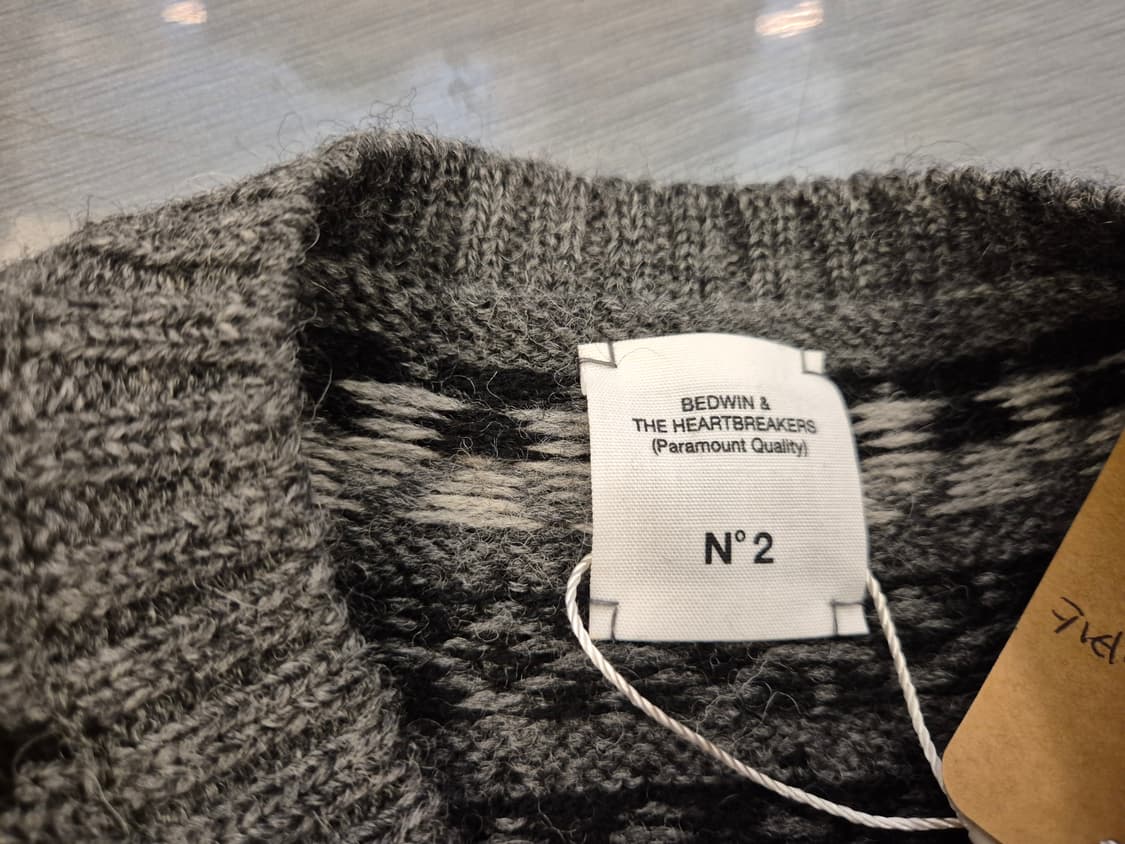 BEDWIN &
THE HEARTBREAKERS
(Paramount Quality)
N° 2